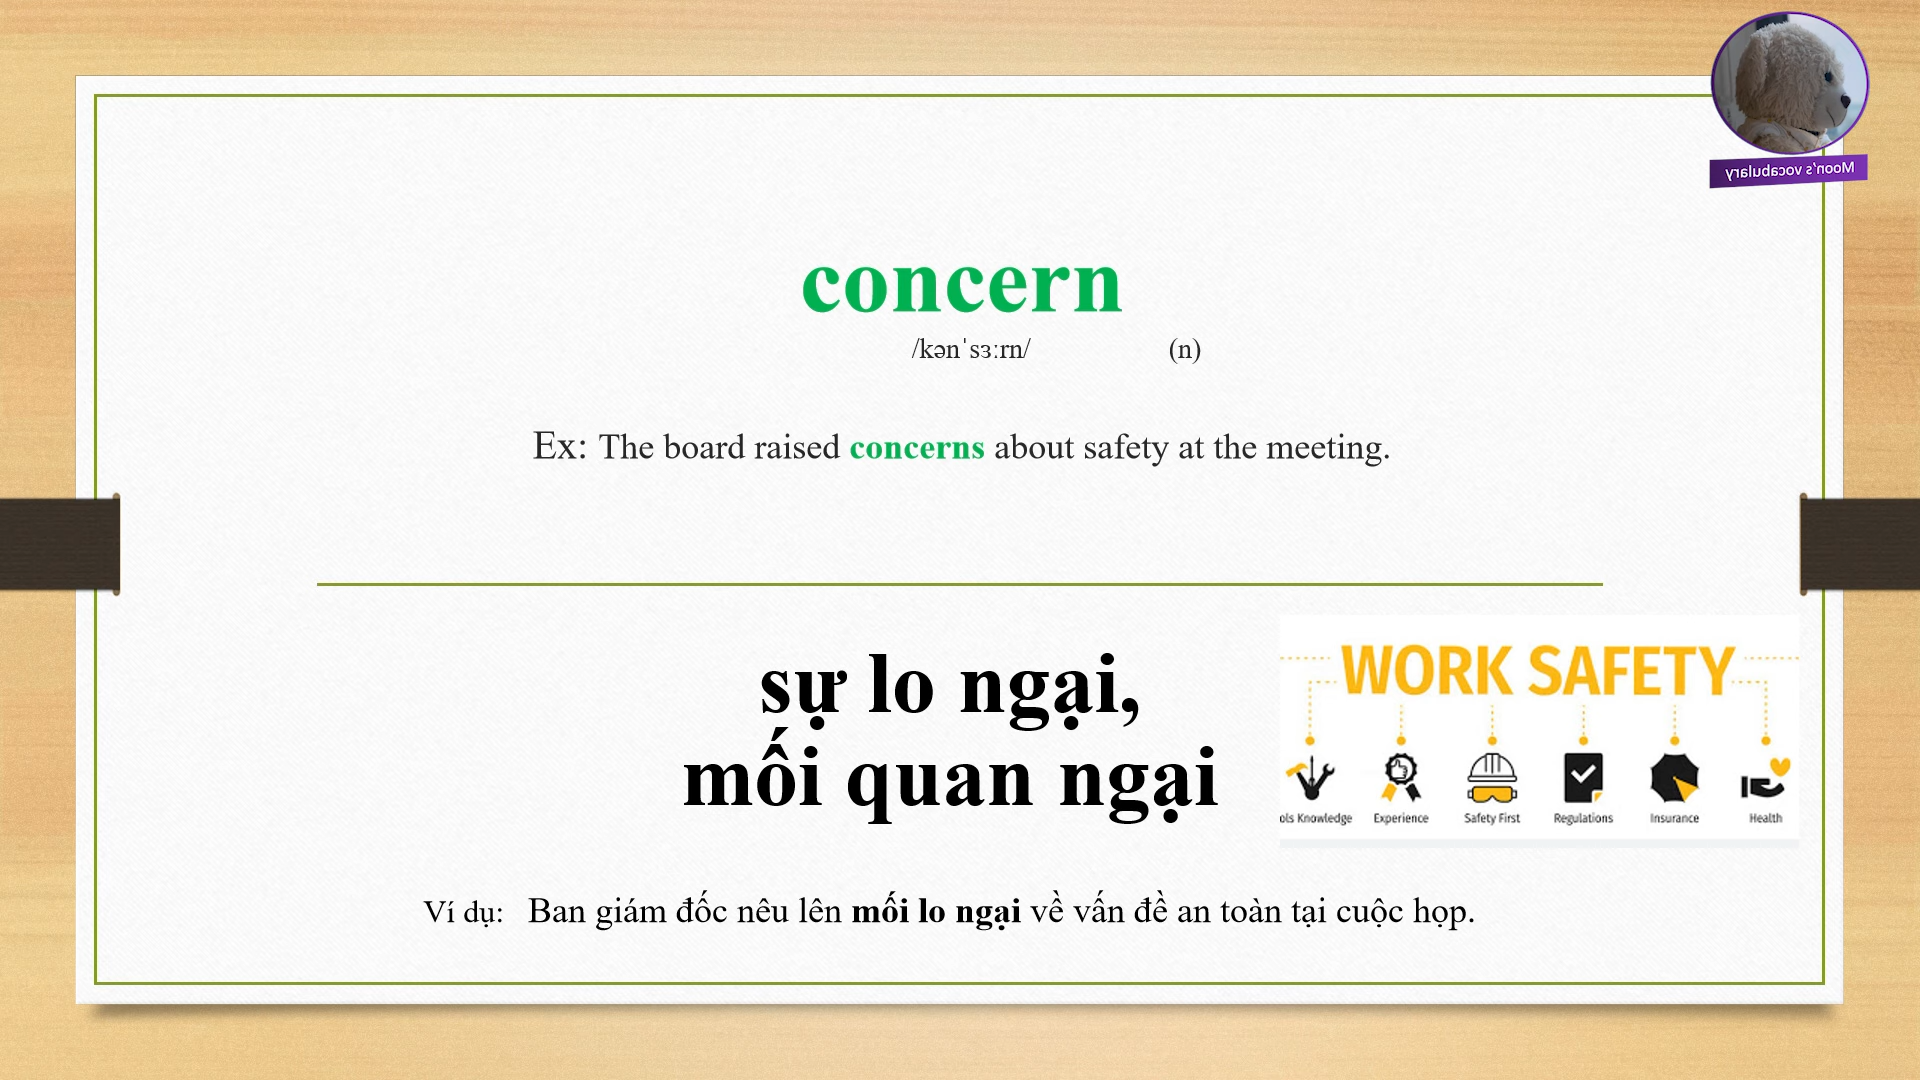 Moon's vocabulary
concern
/kənˈsɜːrn/ (n)
Ex: The board raised concerns about safety at the meeting.
sự lo ngại,
mối quan ngại
WORK SAFETY
ols Knowledge Experience Safety First Regulations Insurance Health
Ví dụ: Ban giám đốc nêu lên mối lo ngại về vấn đề an toàn tại cuộc họp.